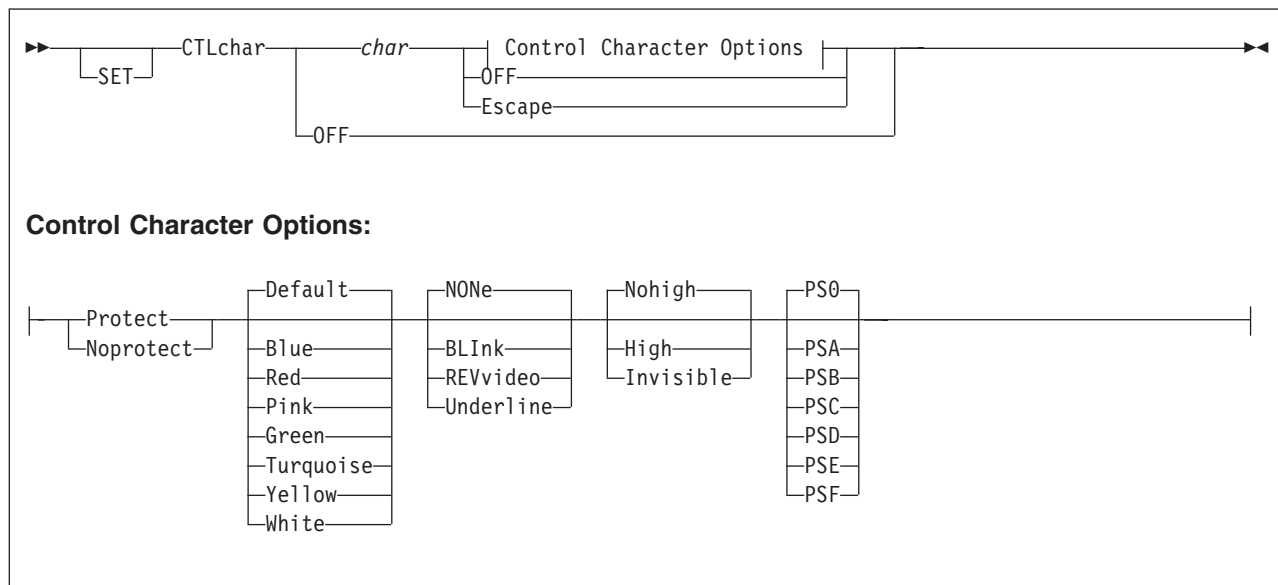 CTLchar char Control Character Options
SET OFF
Escape
OFF
Control Character Options:
Default NONe Nohigh PS0
Protect
Noprotect Blue BLInk High PSA
Red REVvideo Invisible PSB
Pink Underline PSC
Green PSD
Turquoise PSE
Yellow PSF
White